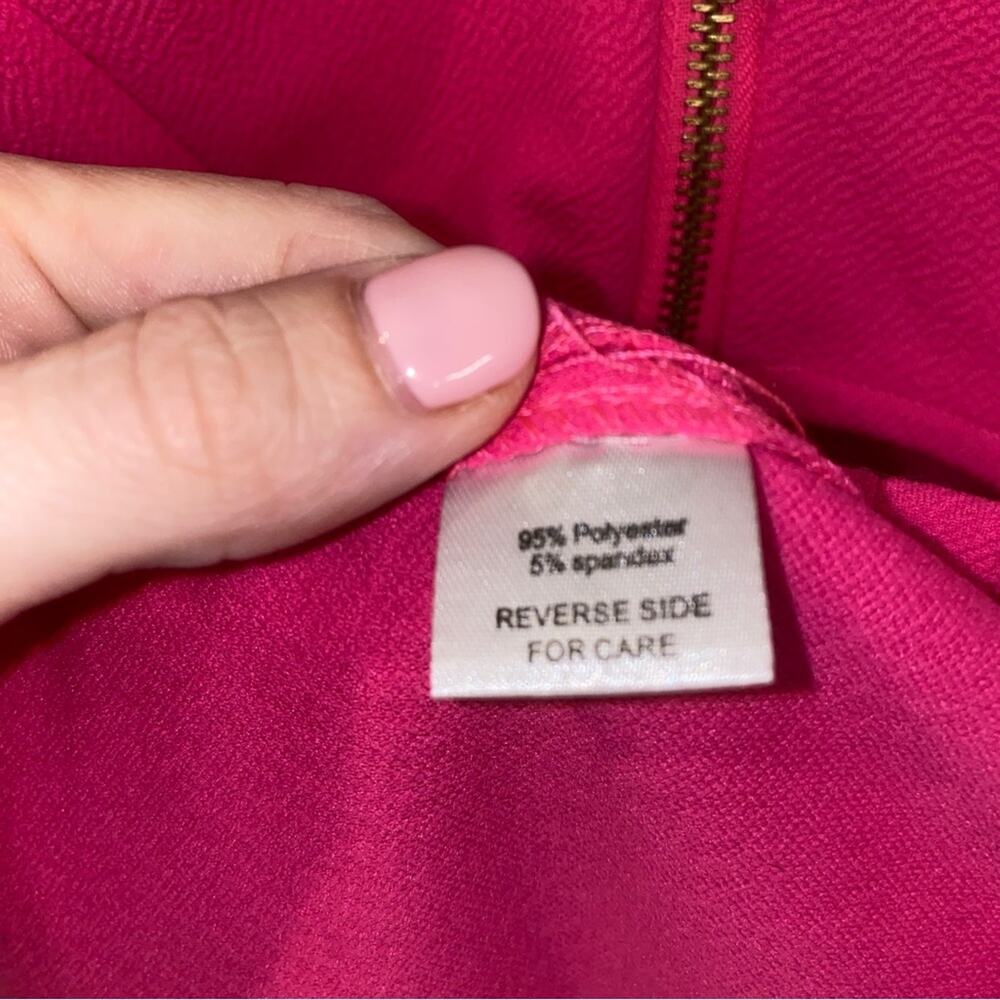 95% Polyester
5% spandex
REVERSE SIDE
FOR CARE